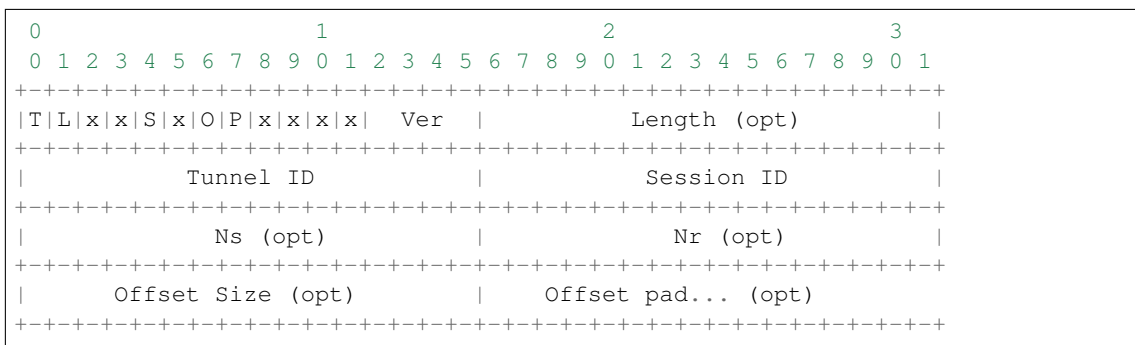 0                   1                   2                   3
 0 1 2 3 4 5 6 7 8 9 0 1 2 3 4 5 6 7 8 9 0 1 2 3 4 5 6 7 8 9 0 1
+-+-+-+-+-+-+-+-+-+-+-+-+-+-+-+-+-+-+-+-+-+-+-+-+-+-+-+-+-+-+-+-+
|T|L|x|x|S|x|O|P|x|x|x|x|  Ver  |          Length (opt)         |
+-+-+-+-+-+-+-+-+-+-+-+-+-+-+-+-+-+-+-+-+-+-+-+-+-+-+-+-+-+-+-+-+
|           Tunnel ID           |           Session ID          |
+-+-+-+-+-+-+-+-+-+-+-+-+-+-+-+-+-+-+-+-+-+-+-+-+-+-+-+-+-+-+-+-+
|             Ns (opt)          |             Nr (opt)          |
+-+-+-+-+-+-+-+-+-+-+-+-+-+-+-+-+-+-+-+-+-+-+-+-+-+-+-+-+-+-+-+-+
|      Offset Size (opt)        |    Offset pad... (opt)
+-+-+-+-+-+-+-+-+-+-+-+-+-+-+-+-+-+-+-+-+-+-+-+-+-+-+-+-+-+-+-+-+